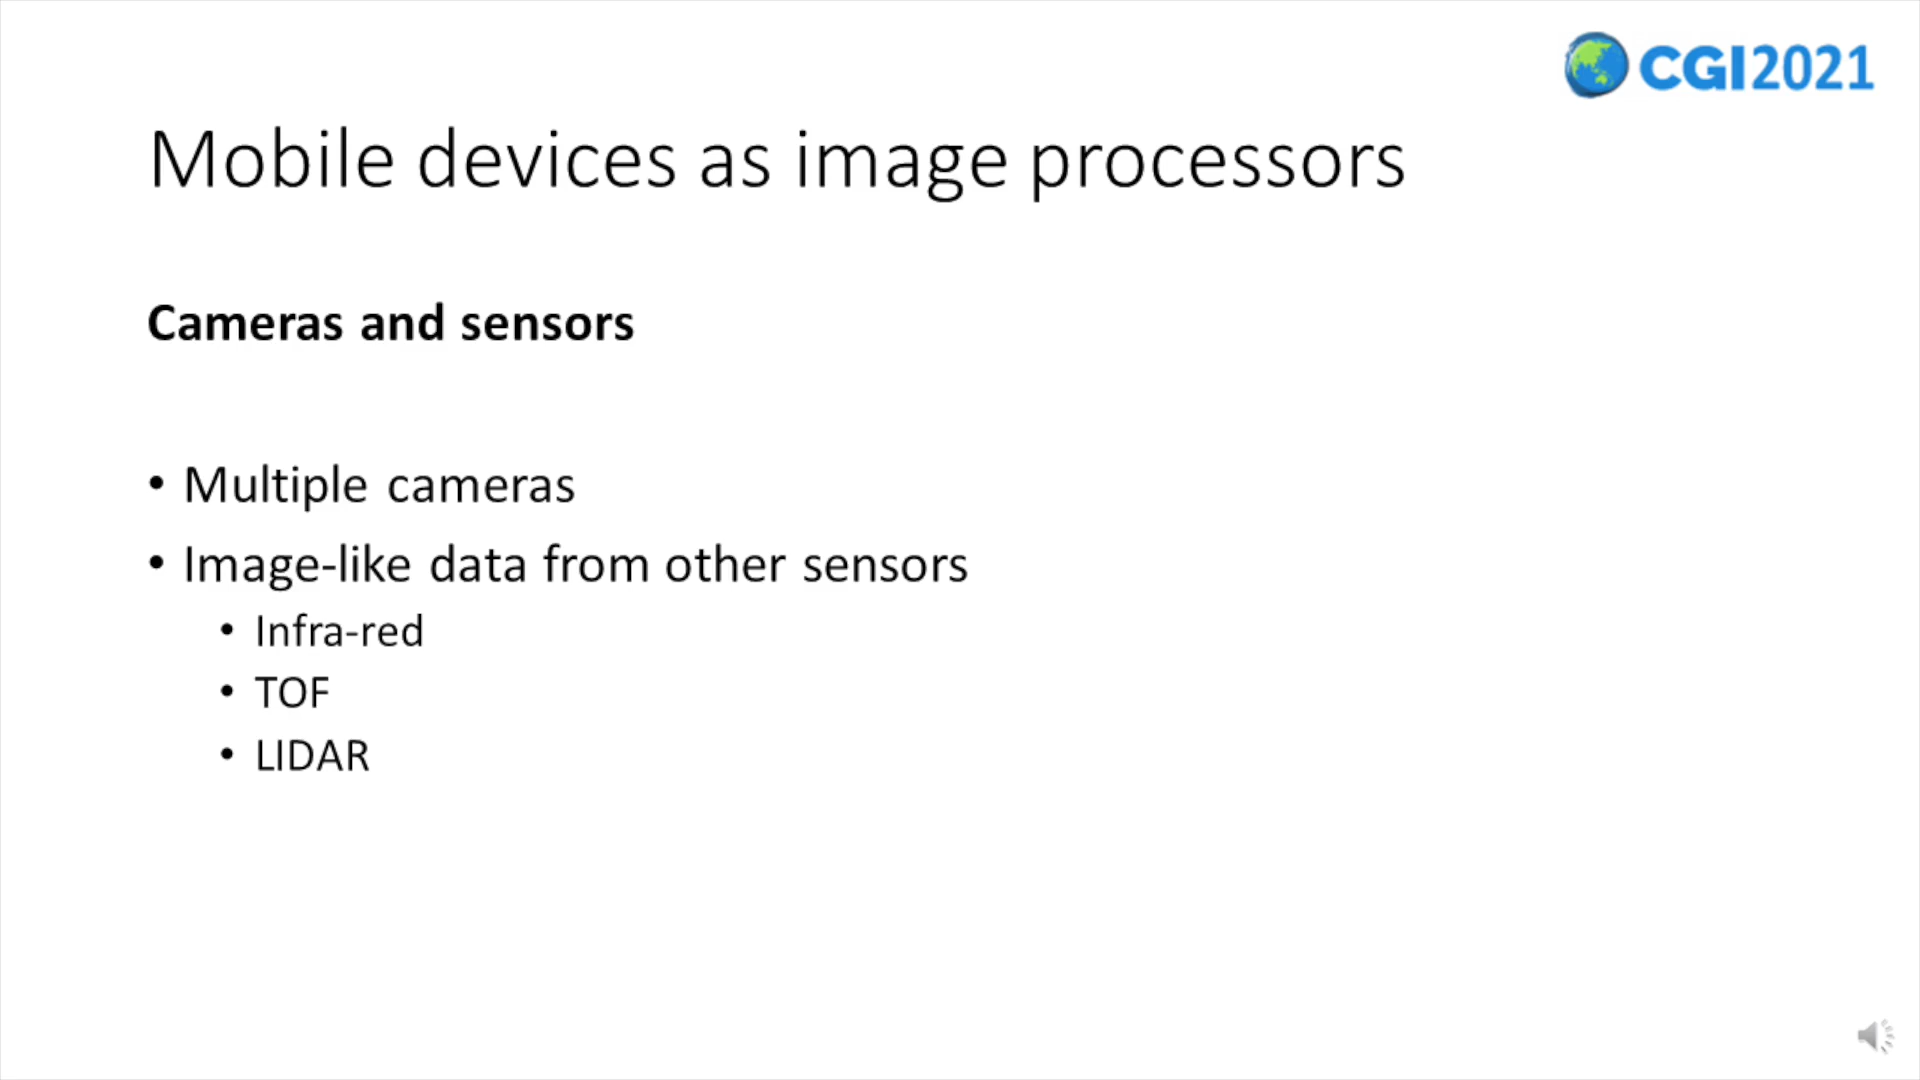 CGI2021
Mobile devices as image processors
Cameras and sensors
• Multiple cameras
• Image-like data from other sensors
• Infra-red
• TOF
• LIDAR